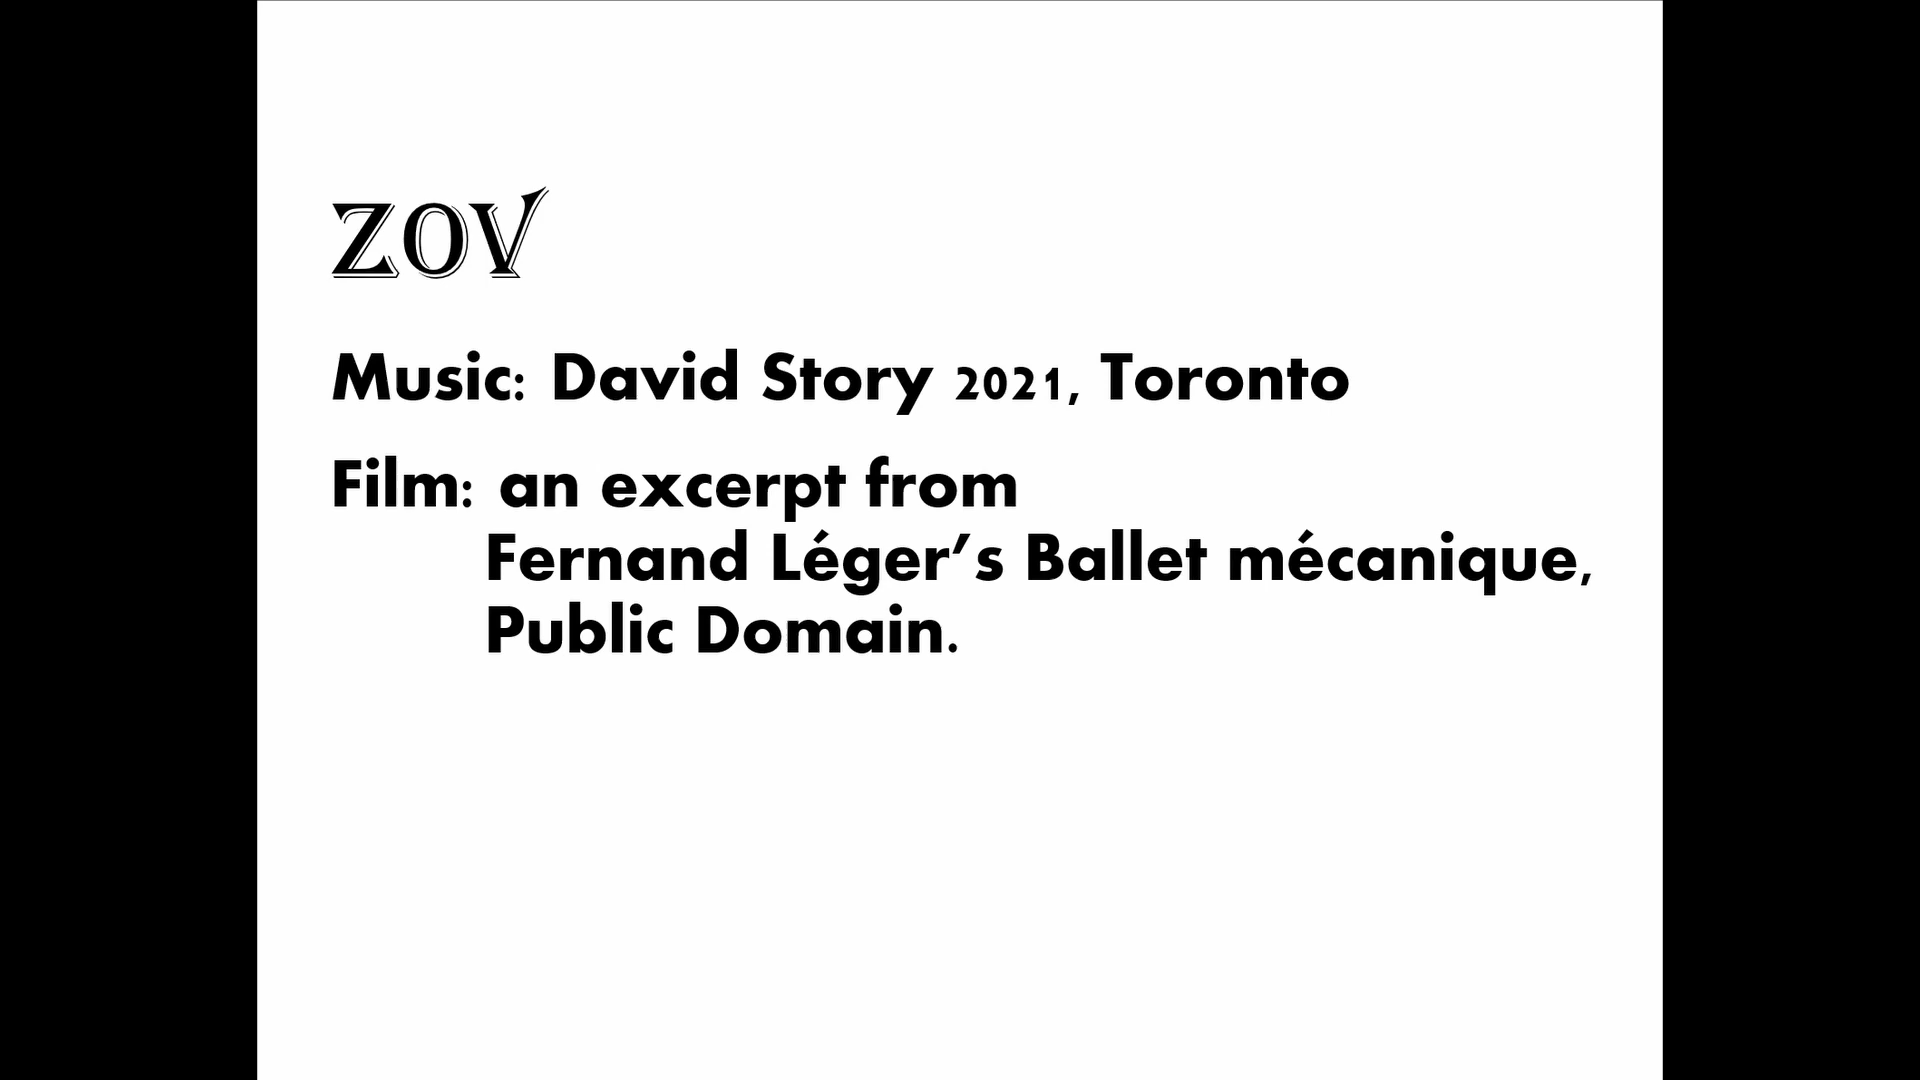 ZOV
Music: David Story 2021, Toronto
Film: an excerpt from
Fernand Léger’s Ballet mécanique,
Public Domain.